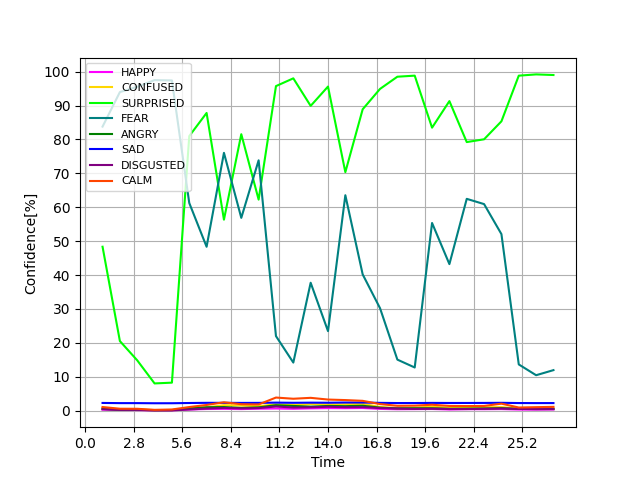 HAPPY
CONFUSED
SURPRISED
FEAR
ANGRY
SAD
DISGUSTED
CALM
100
90
80
70
60
50
40
30
20
10
0
Confidence[%]
0.0 2.8 5.6 8.4 11.2 14.0 16.8 19.6 22.4 25.2
Time